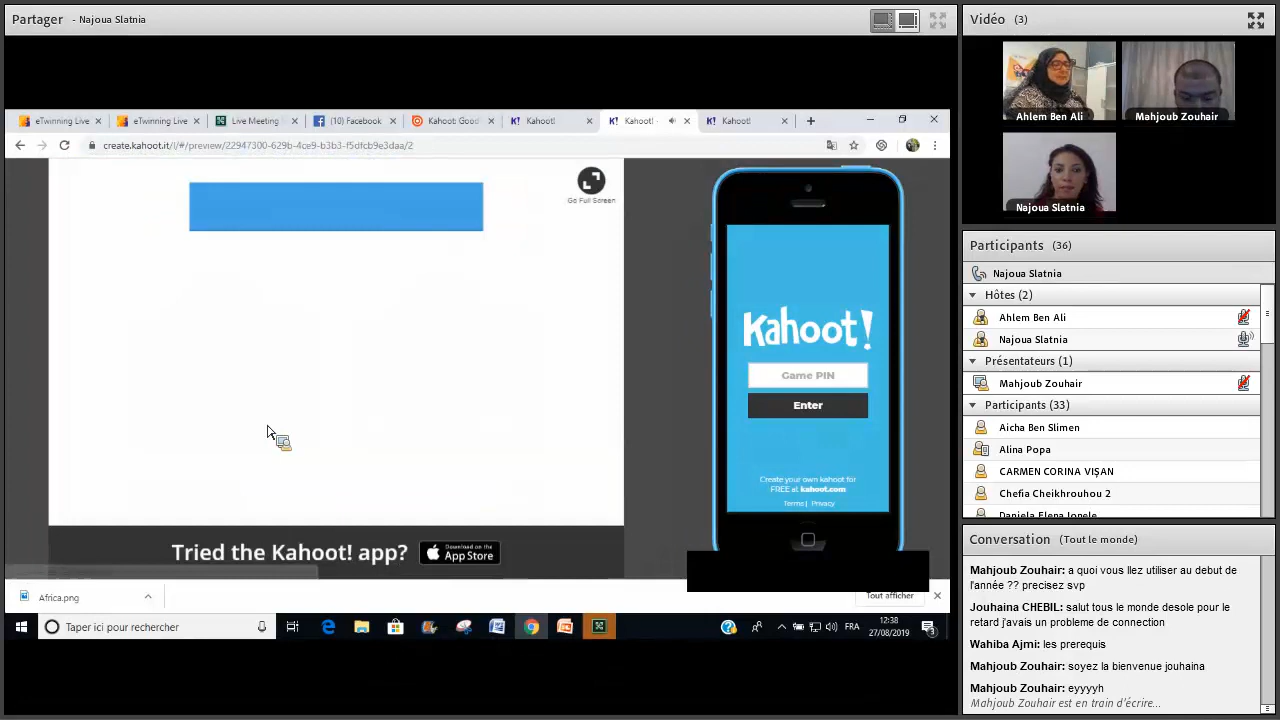 Partager - Najoua Slatnia
eTwinning Live
eTwinning Live
Live Meeting
(10) Facebook
Kahoob Good
Kahoot!
Kahoot!
Kahoot!
create.kahoot.it/l/#/preview/22947300-629b-4ce9-b3b3-f5dfcb9e3daa/2
Go Full Screen
Kahoot!
Game PIN
Enter
Create your own kahoot for
FREE at kahoot.com
Terms | Privacy
Tried the Kahoot! app?
Download on the
App Store
Africa.png
Tout afficher
Taper ici pour rechercher
FRA
12:38
27/08/2019
3
Vidéo (3)
Ahlem Ben Ali
Mahjoub Zouhair
Najoua Slatnia
Participants (36)
Najoua Slatnia
Hôtes (2)
Ahlem Ben Ali
Najoua Slatnia
Présentateurs (1)
Mahjoub Zouhair
Participants (33)
Aicha Ben Slimen
Alina Popa
CARMEN CORINA VIȘAN
Chefia Cheikhrouhou 2
Daniela Elena Ionele
Conversation (Tout le monde)
Mahjoub Zouhair: a quoi vous llez utiliser au debut de
l'année ?? precisez svp
Jouhaina CHEBIL: salut tous le monde desole pour le
retard j'avais un probleme de connection
Wahiba Ajmi: les prerequis
Mahjoub Zouhair: soyez la bienvenue jouhaina
Mahjoub Zouhair: eyyyyh
Mahjoub Zouhair est en train d'écrire...